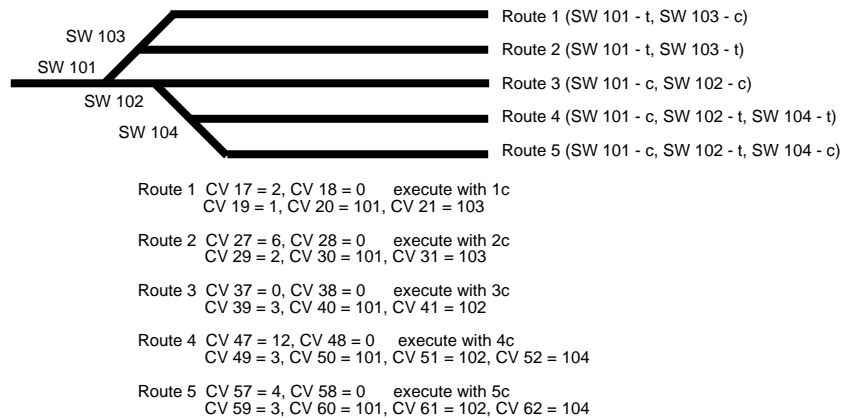 Route 1 (SW 101 - t, SW 103 - c)
SW 103
Route 2 (SW 101 - t, SW 103 - t)
SW 101
Route 3 (SW 101 - c, SW 102 - c)
SW 102
Route 4 (SW 101 - c, SW 102 - t, SW 104 - t)
SW 104
Route 5 (SW 101 - c, SW 102 - t, SW 104 - c)
Route 1 CV 17 = 2, CV 18 = 0 execute with 1c
CV 19 = 1, CV 20 = 101, CV 21 = 103
Route 2 CV 27 = 6, CV 28 = 0 execute with 2c
CV 29 = 2, CV 30 = 101, CV 31 = 103
Route 3 CV 37 = 0, CV 38 = 0 execute with 3c
CV 39 = 3, CV 40 = 101, CV 41 = 102
Route 4 CV 47 = 12, CV 48 = 0 execute with 4c
CV 49 = 3, CV 50 = 101, CV 51 = 102, CV 52 = 104
Route 5 CV 57 = 4, CV 58 = 0 execute with 5c
CV 59 = 3, CV 60 = 101, CV 61 = 102, CV 62 = 104